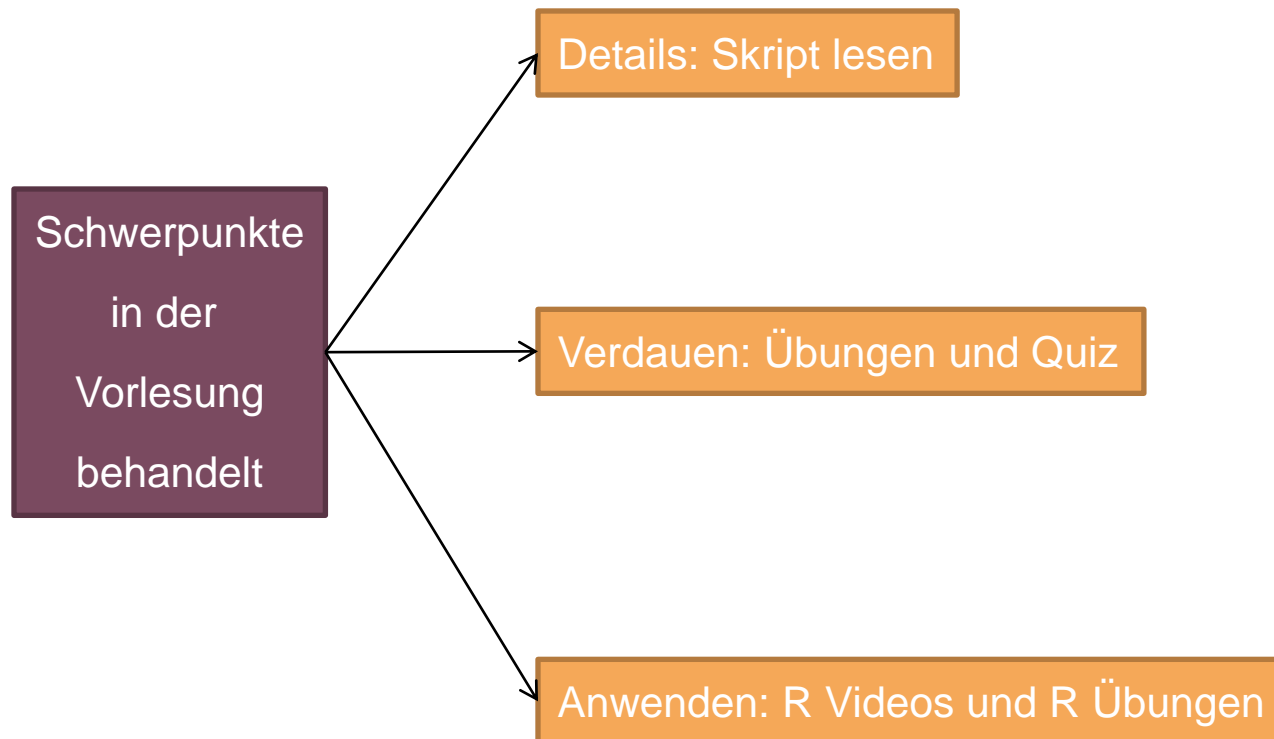 Schwerpunkte
in der
Vorlesung
behandelt
Details: Skript lesen
Verdauen: Übungen und Quiz
Anwenden: R Videos und R Übungen